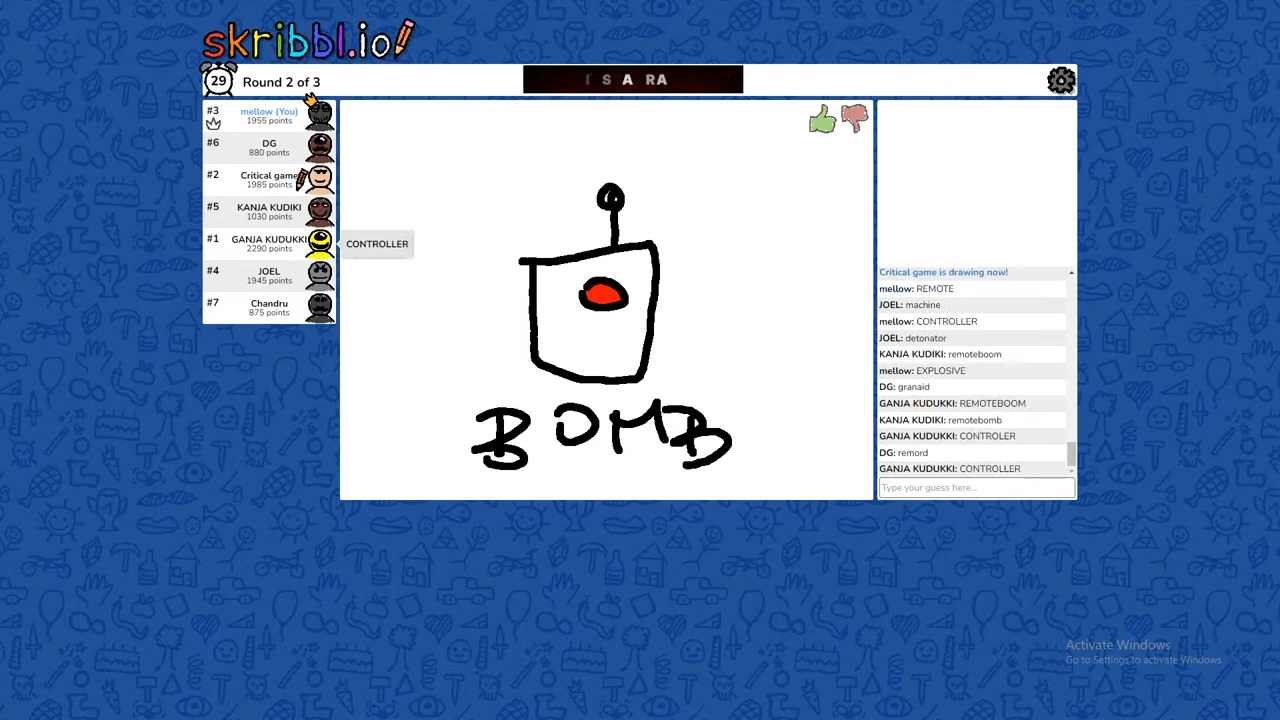 skribbl.io
29
Round 2 of 3
I'S A RA
#3
mellow (You)
1955 points
#6
DG
880 points
#2
Critical game
1985 points
#5
KANJA KUDIKI
1030 points
#1
GANJA KUDUKKI
2290 points
CONTROLLER
#4
JOEL
1945 points
#7
Chandru
875 points
BOMB
Critical game is drawing now!
mellow: REMOTE
JOEL: machine
mellow: CONTROLLER
JOEL: detonator
KANJA KUDIKI: remoteboom
mellow: EXPLOSIVE
DG: granaid
GANJA KUDUKKI: REMOTEBOOM
KANJA KUDIKI: remotebomb
GANJA KUDUKKI: CONTROLER
DG: remord
GANJA KUDUKKI: CONTROLLER
Type your guess here...
Activate Windows
Go to Settings to activate Windows.